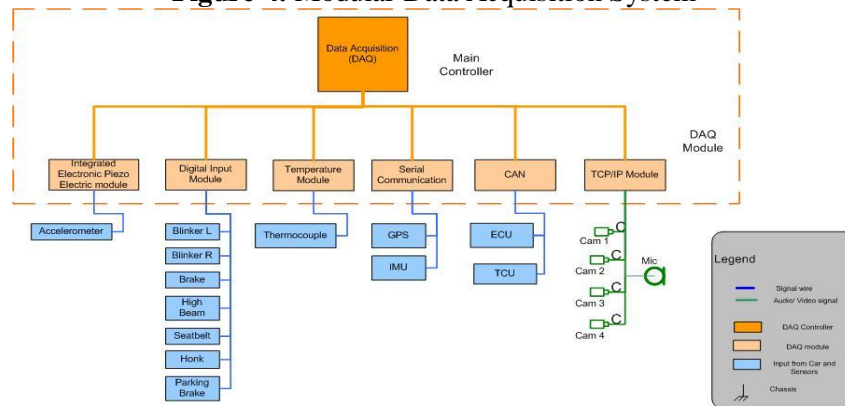 Figure 4. Modular Data Acquisition System
Data Acquisition
(DAQ)
Main
Controller
DAQ
Module
Integrated
Electronic Piezo
Electric module
Digital Input
Module
Temperature
Module
Serial
Communication
CAN
TCP/IP Module
Accelerometer
Blinker L
Blinker R
Brake
High
Beam
Seatbelt
Honk
Parking
Brake
Thermocouple
GPS
IMU
ECU
TCU
C
Cam 1
C
Cam 2
C
Cam 3
C
Cam 4
Mic
Legend
Signal wire
Audio/ Video signal
DAQ Controller
DAQ module
Input from Car and
Sensors
Chassis